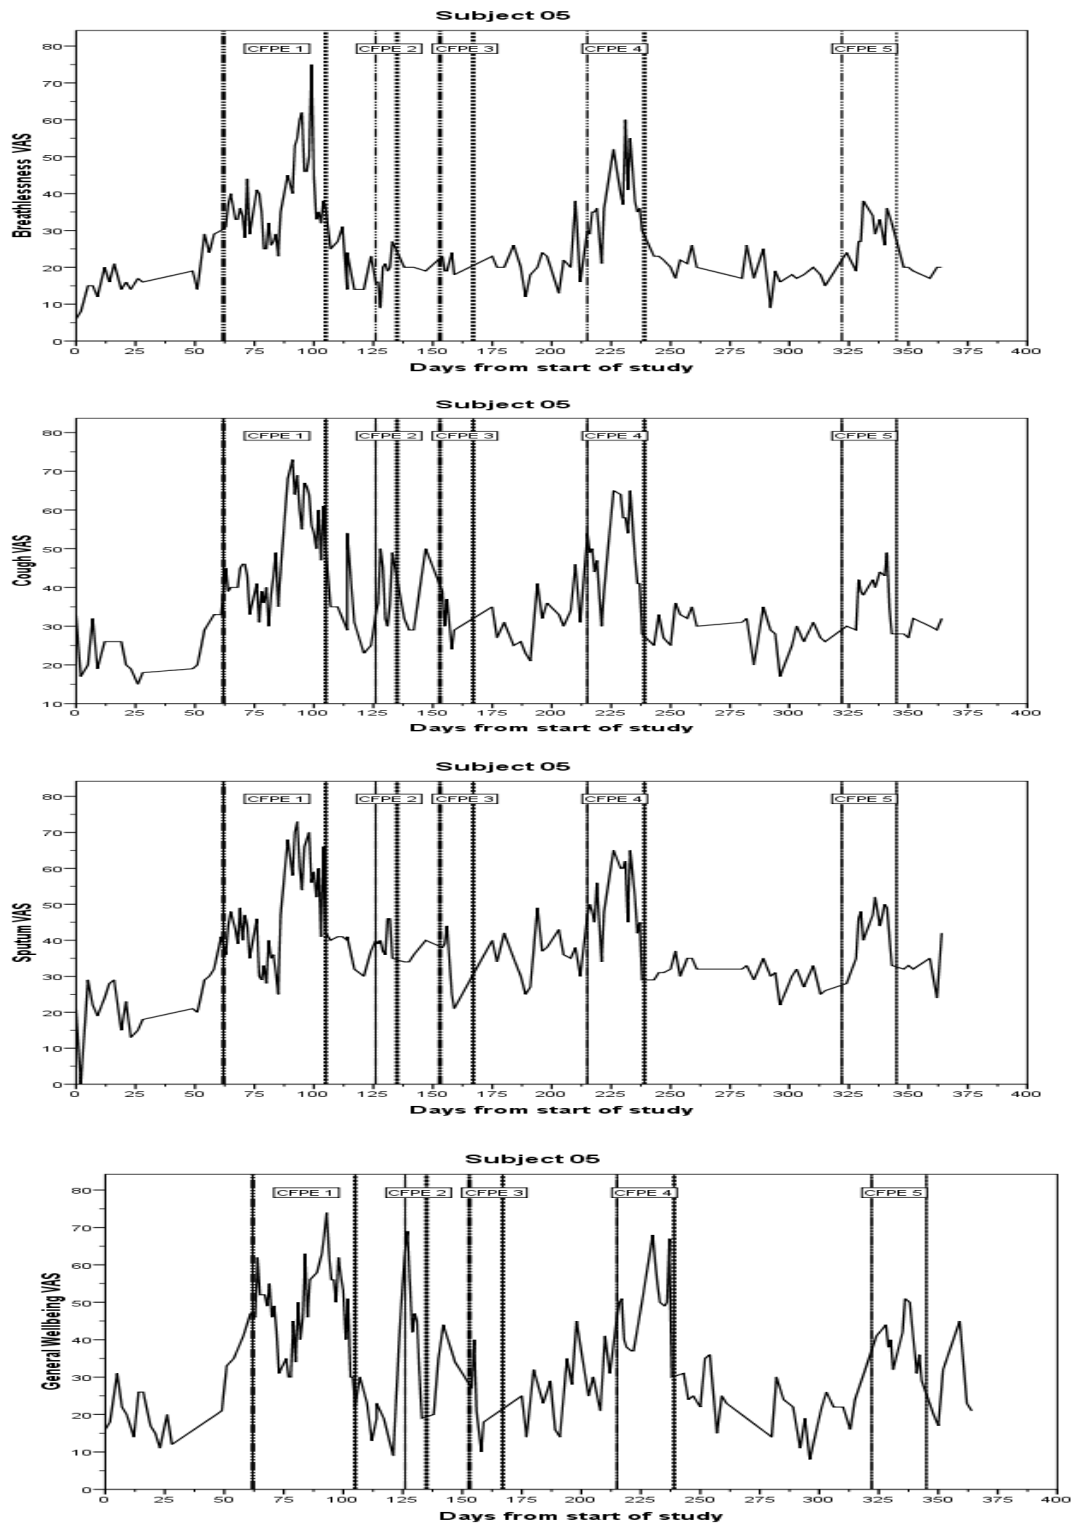 Subject 05
CFPE 1 CFPE 2 CFPE 3 CFPE 4 CFPE 5
Breathlessness VAS
80
70
60
50
40
30
20
10
0
0 25 50 75 100 125 150 175 200 225 250 275 300 325 350 375 400
Days from start of study
Subject 05
CFPE 1 CFPE 2 CFPE 3 CFPE 4 CFPE 5
Cough VAS
80
70
60
50
40
30
20
10
0 25 50 75 100 125 150 175 200 225 250 275 300 325 350 375 400
Days from start of study
Subject 05
CFPE 1 CFPE 2 CFPE 3 CFPE 4 CFPE 5
Sputum VAS
80
70
60
50
40
30
20
10
0
0 25 50 75 100 125 150 175 200 225 250 275 300 325 350 375 400
Days from start of study
Subject 05
CFPE 1 CFPE 2 CFPE 3 CFPE 4 CFPE 5
General Wellbeing VAS
80
70
60
50
40
30
20
10
0
0 25 50 75 100 125 150 175 200 225 250 275 300 325 350 375 400
Days from start of study